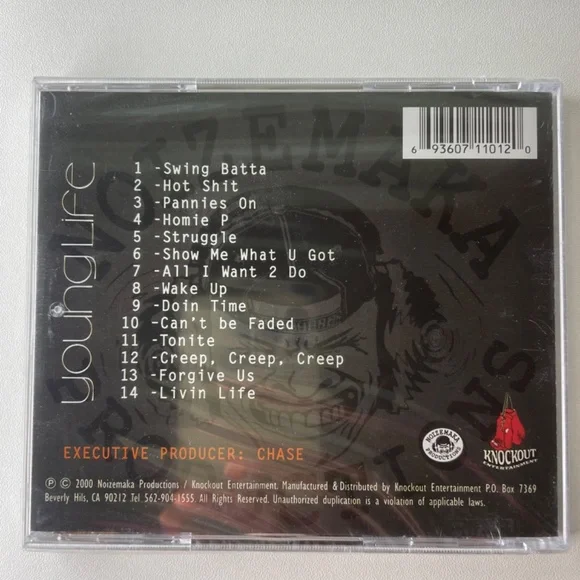 NOIZEMAKA
PRODUCTIONS
6 93607 11012 0
younglife
1 -Swing Batta
2 -Hot Shit
3 -Pannies On
4 -Homie P
5 -Struggle
6 -Show Me What U Got
7 -All I Want 2 Do
8 -Wake Up
9 -Doin Time
10 -Can't be Faded
11 -Tonite
12 -Creep, Creep, Creep
13 -Forgive Us
14 -Livin Life
EXECUTIVE PRODUCER: CHASE
NOIZEMAKA
PRODUCTIONS
KNOCKOUT
ENTERTAINMENT
Ⓟ © 2000 Noizemaka Productions / Knockout Entertainment. Manufactured & Distributed by Knockout Entertainment P.O. Box 7369
Beverly Hils, CA 90212 Tel. 562-904-1555. All Rights Reserved. Unauthorized duplication is a violation of applicable laws.